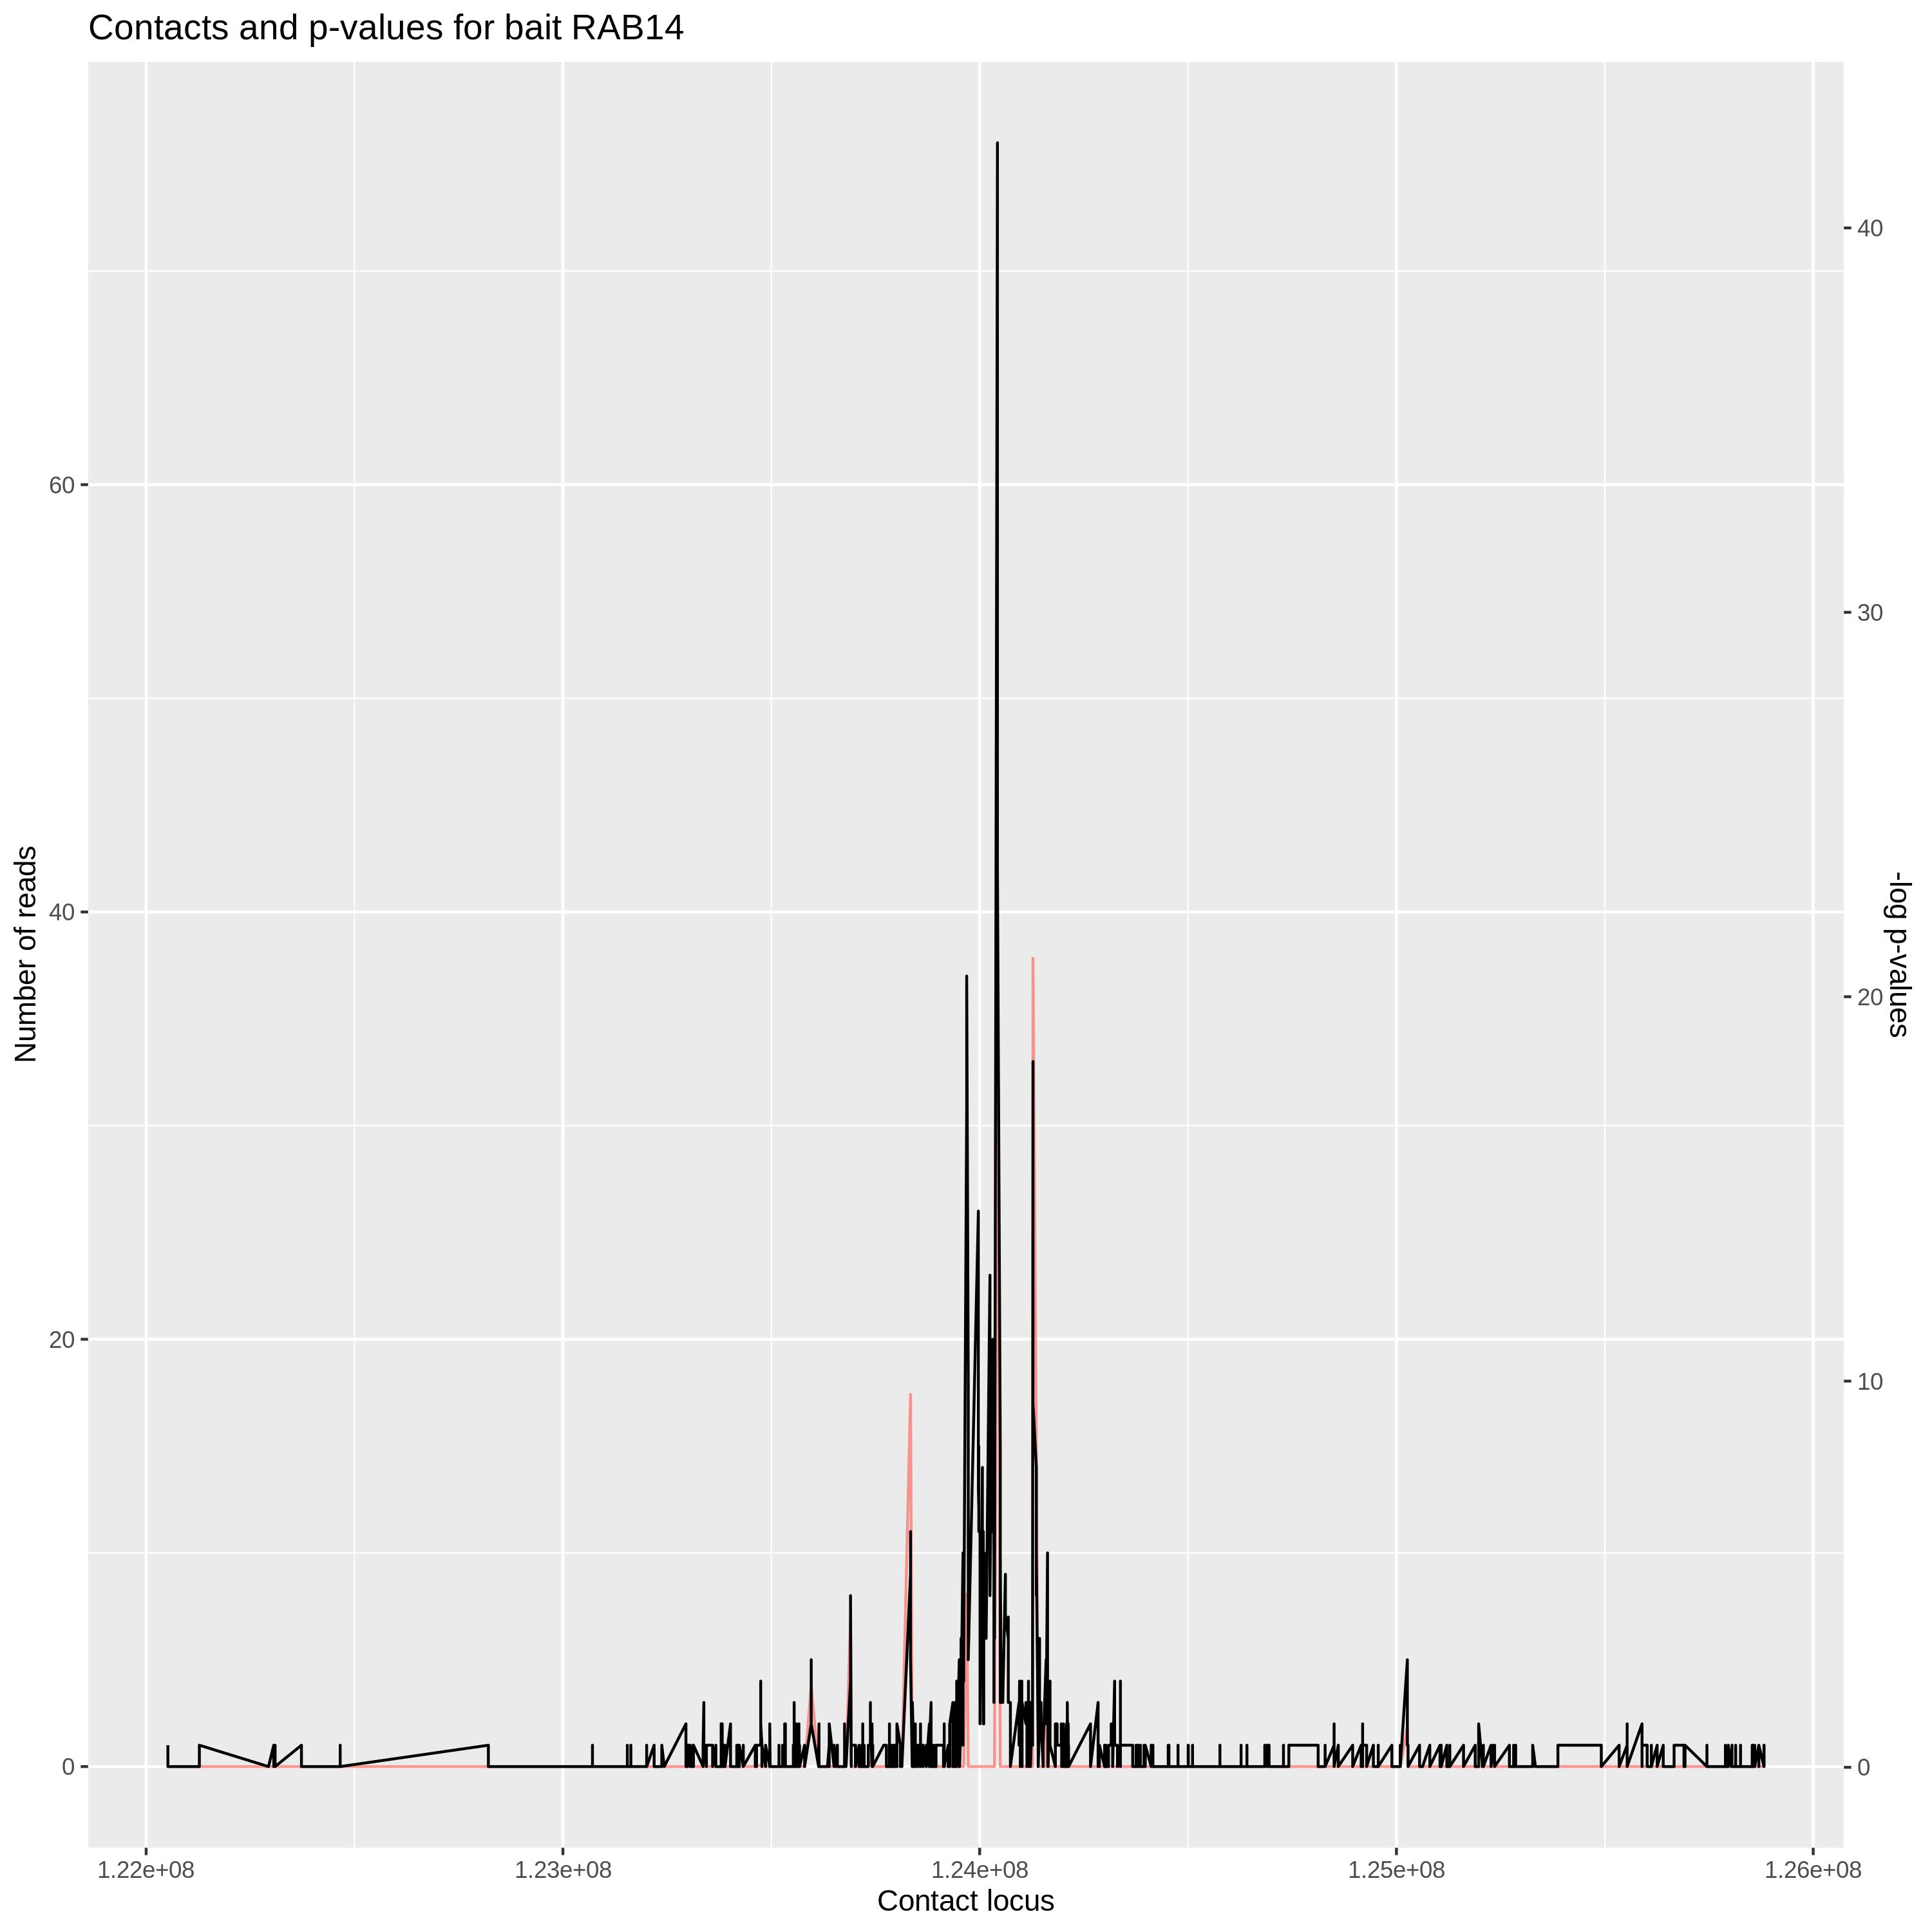 Contacts and p-values for bait RAB14
Number of reads
60
40
20
0
40
30
20
10
0
-log p-values
1.22e+08
1.23e+08
1.24e+08
1.25e+08
1.26e+08
Contact locus